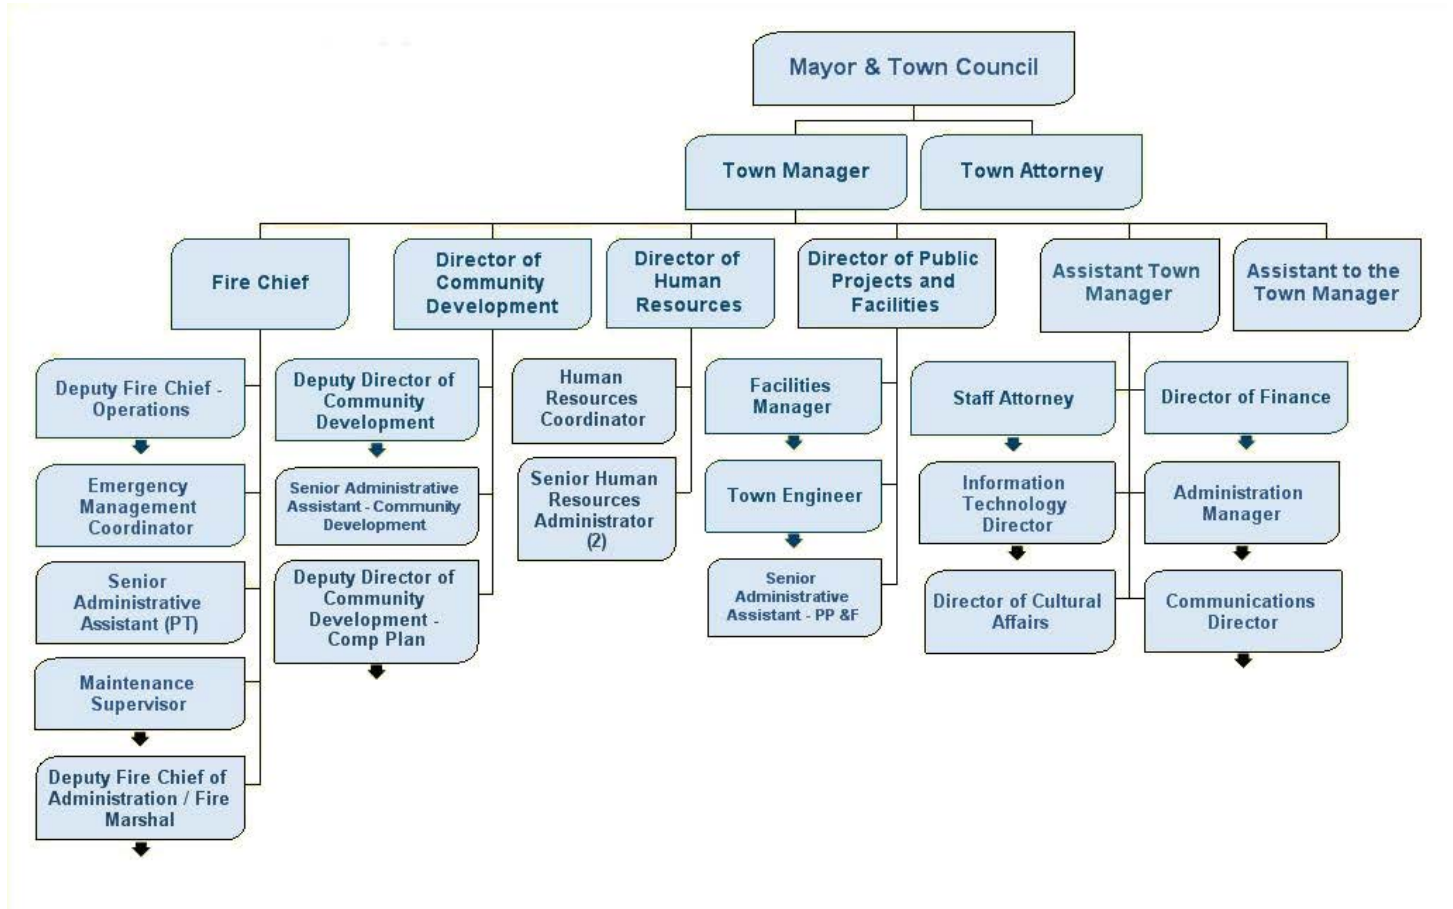 Mayor & Town Council
Town Manager
Town Attorney
Fire Chief
Director of
Community
Development
Director of
Human
Resources
Director of Public
Projects and
Facilities
Assistant Town
Manager
Assistant to the
Town Manager
Deputy Fire Chief -
Operations
Emergency
Management
Coordinator
Senior
Administrative
Assistant (PT)
Maintenance
Supervisor
Deputy Fire Chief of
Administration / Fire
Marshal
Deputy Director of
Community
Development
Senior Administrative
Assistant - Community
Development
Deputy Director of
Community
Development -
Comp Plan
Human
Resources
Coordinator
Senior Human
Resources
Administrator
(2)
Facilities
Manager
Town Engineer
Senior
Administrative
Assistant - PP &F
Staff Attorney
Information
Technology
Director
Director of Cultural
Affairs
Director of Finance
Administration
Manager
Communications
Director